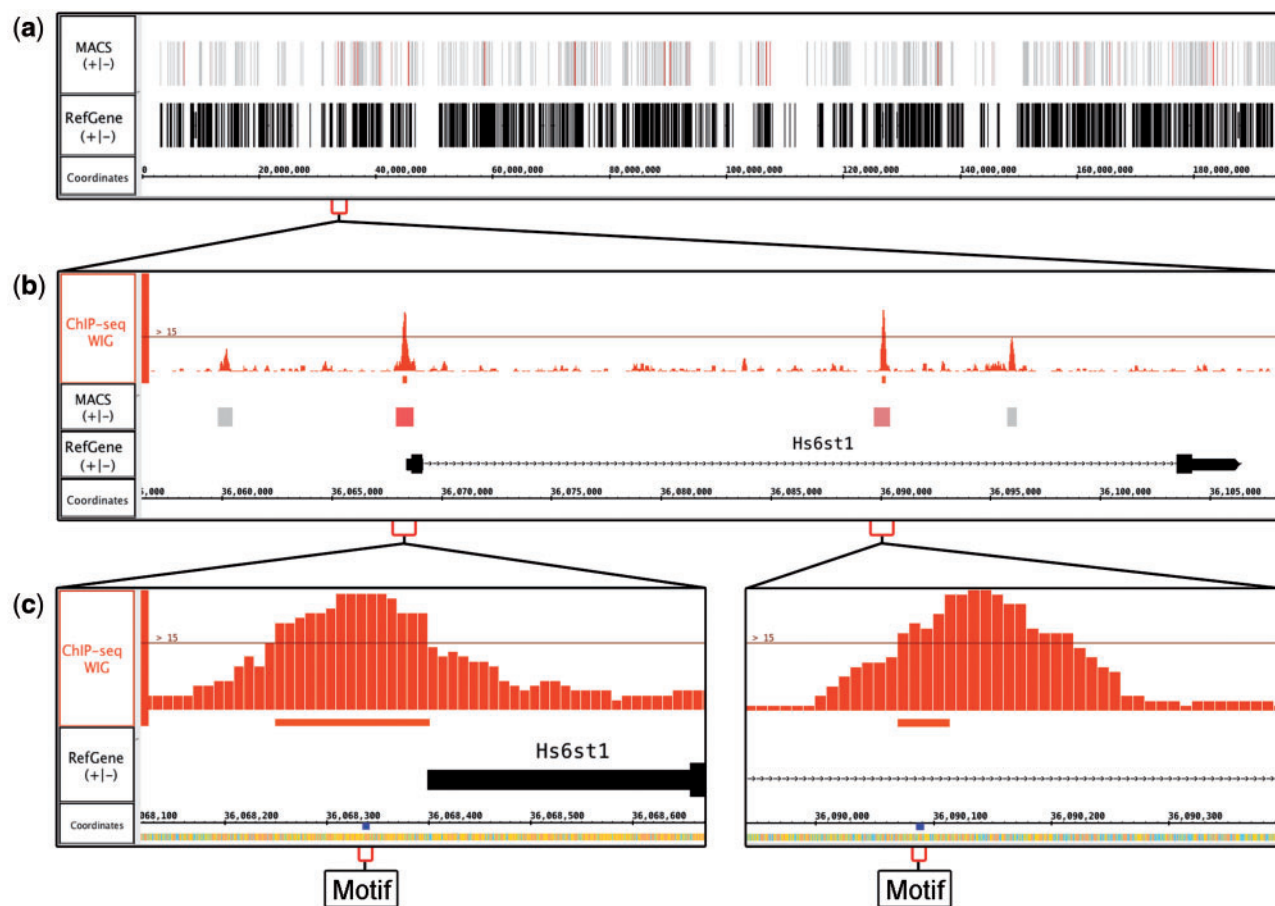 (a)
MACS
(+|-)
RefGene
(+|-)
Coordinates
0 20,000,000 40,000,000 60,000,000 80,000,000 100,000,000 120,000,000 140,000,000 160,000,000 180,000,000
(b)
ChIP-seq
WIG
> 15
MACS
(+|-)
RefGene
(+|-)
Hs6st1
Coordinates
5,000 36,060,000 36,065,000 36,070,000 36,075,000 36,080,000 36,085,000 36,090,000 36,095,000 36,100,000 36,105,000
(c)
ChIP-seq
WIG
> 15
> 15
RefGene
(+|-)
Hs6st1
Coordinates
068,100 36,068,200 36,068,300 36,068,400 36,068,500 36,068,600
36,090,000 36,090,100 36,090,200 36,090,300
Motif
Motif